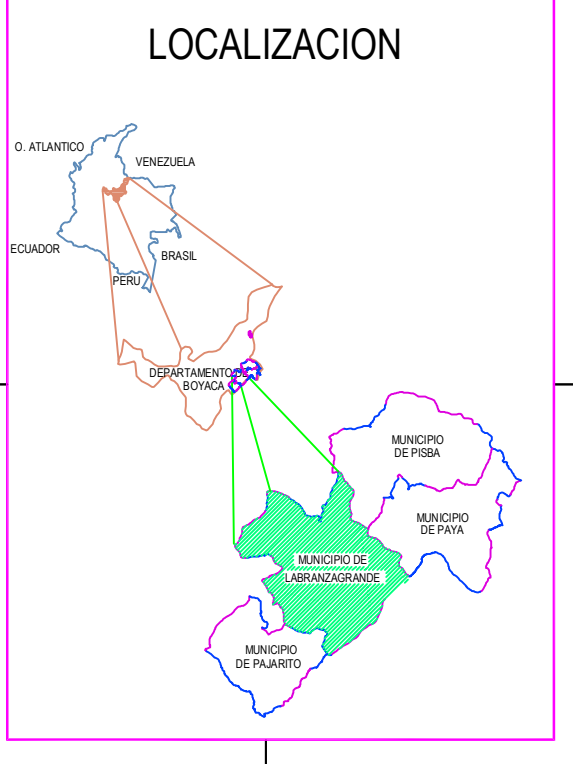 LOCALIZACION
O. ATLANTICO
VENEZUELA
ECUADOR
BRASIL
PERU
DEPARTAMENTO DE
BOYACA
MUNICIPIO
DE PISBA
MUNICIPIO
DE PAYA
MUNICIPIO DE
LABRANZAGRANDE
MUNICIPIO
DE PAJARITO